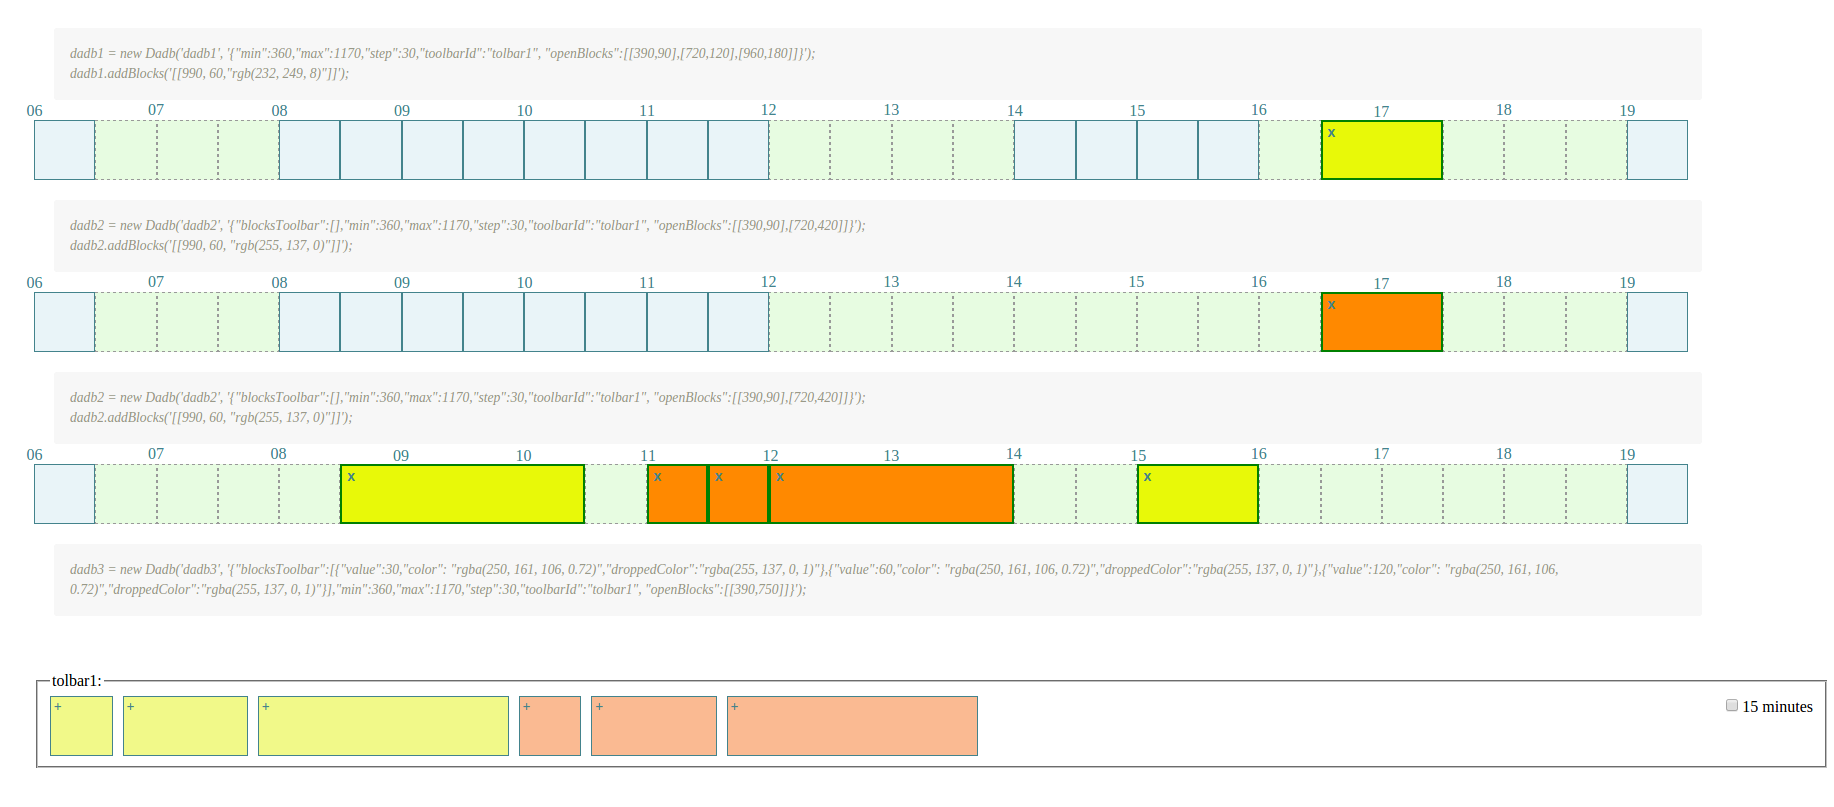 dadb1 = new Dadb('dadb1', '{"min":360,"max":1170,"step":30,"toolbarId":"tolbar1", "openBlocks":[[390,90],[720,120],[960,180]]}');
dadb1.addBlocks('[[990, 60,"rgb(232, 249, 8)"]]');
06 07 08 09 10 11 12 13 14 15 16 17 18 19
x
dadb2 = new Dadb('dadb2', '{"blocksToolbar":[],"min":360,"max":1170,"step":30,"toolbarId":"tolbar1", "openBlocks":[[390,90],[720,420]]}');
dadb2.addBlocks('[[990, 60, "rgb(255, 137, 0)"]]');
06 07 08 09 10 11 12 13 14 15 16 17 18 19
x
dadb2 = new Dadb('dadb2', '{"blocksToolbar":[],"min":360,"max":1170,"step":30,"toolbarId":"tolbar1", "openBlocks":[[390,90],[720,420]]}');
dadb2.addBlocks('[[990, 60, "rgb(255, 137, 0)"]]');
06 07 08 09 10 11 12 13 14 15 16 17 18 19
x x x x x
dadb3 = new Dadb('dadb3', '{"blocksToolbar":[{"value":30,"color": "rgba(250, 161, 106, 0.72)","droppedColor":"rgba(255, 137, 0, 1)"},{"value":60,"color": "rgba(250, 161, 106, 0.72)","droppedColor":"rgba(255, 137, 0, 1)"},{"value":120,"color": "rgba(250, 161, 106,
0.72)","droppedColor":"rgba(255, 137, 0, 1)"}],"min":360,"max":1170,"step":30,"toolbarId":"tolbar1", "openBlocks":[[390,750]]}');
tolbar1:
+ + + + + + 15 minutes